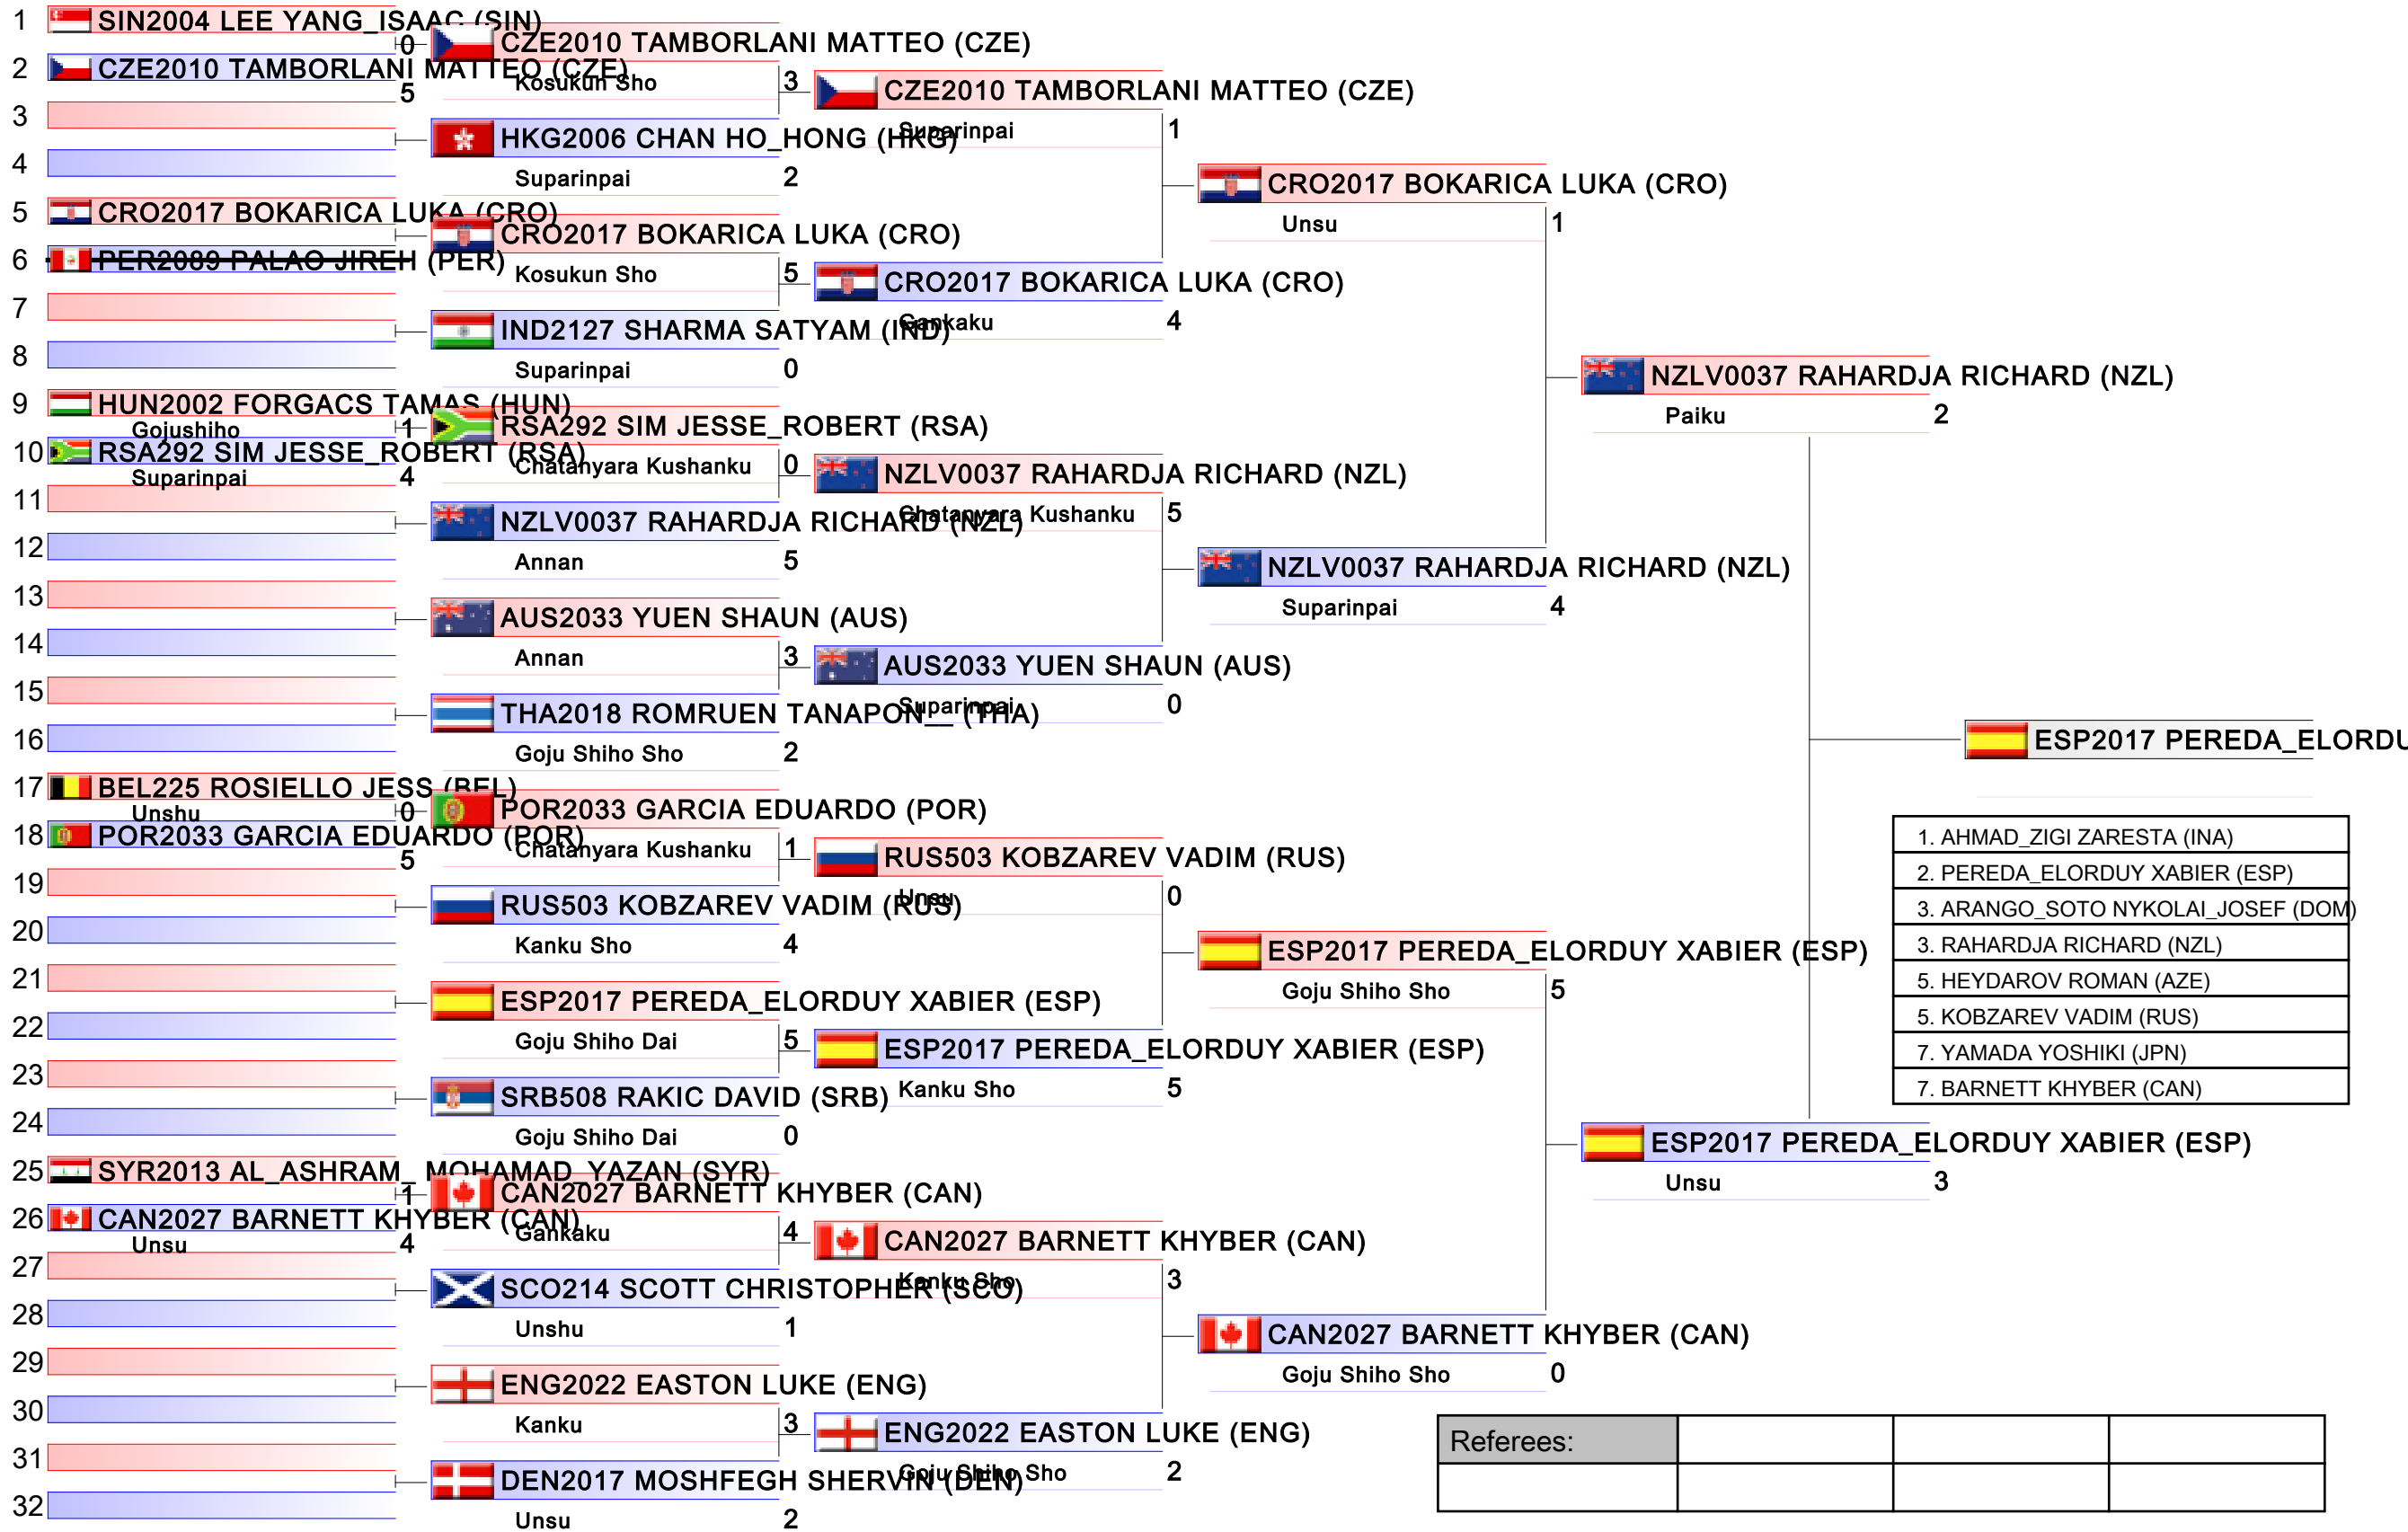 1 SIN2004 LEE YANG_ISAAC (SIN)
0
2 CZE2010 TAMBORLANI MATTEO (CZE)
5
3
4
5 CRO2017 BOKARICA LUKA (CRO)
6 PER2089 PALAO JIREH (PER)
7
8
9 HUN2002 FORGACS TAMAS (HUN)
Gojushiho 1
10 RSA292 SIM JESSE_ROBERT (RSA)
Suparinpai 4
11
12
13
14
15
16
17 BEL225 ROSIELLO JESS (BEL)
Unshu 0
18 POR2033 GARCIA EDUARDO (POR)
5
19
20
21
22
23
24
25 SYR2013 AL_ASHRAM_ MOHAMAD_YAZAN (SYR)
1
26 CAN2027 BARNETT KHYBER (CAN)
Unsu 4
27
28
29
30
31
32
CZE2010 TAMBORLANI MATTEO (CZE)
Kosukun Sho 3
HKG2006 CHAN HO_HONG (HKG)
Suparinpai 2
CRO2017 BOKARICA LUKA (CRO)
Kosukun Sho 5
IND2127 SHARMA SATYAM (IND)
Suparinpai 0
RSA292 SIM JESSE_ROBERT (RSA)
Chatanyara Kushanku 0
NZLV0037 RAHARDJA RICHARD (NZL)
Annan 5
AUS2033 YUEN SHAUN (AUS)
Annan 3
THA2018 ROMRUEN TANAPON__ (THA)
Goju Shiho Sho 2
POR2033 GARCIA EDUARDO (POR)
Chatanyara Kushanku 1
RUS503 KOBZAREV VADIM (RUS)
Kanku Sho 4
ESP2017 PEREDA_ELORDUY XABIER (ESP)
Goju Shiho Dai 5
SRB508 RAKIC DAVID (SRB)
Goju Shiho Dai 0
CAN2027 BARNETT KHYBER (CAN)
Gankaku 4
SCO214 SCOTT CHRISTOPHER (SCO)
Unshu 1
ENG2022 EASTON LUKE (ENG)
Kanku 3
DEN2017 MOSHFEGH SHERVIN (DEN)
Unsu 2
CZE2010 TAMBORLANI MATTEO (CZE)
Suparinpai 1
CRO2017 BOKARICA LUKA (CRO)
Gankaku 4
NZLV0037 RAHARDJA RICHARD (NZL)
Chatanyara Kushanku 5
AUS2033 YUEN SHAUN (AUS)
Suparinpai 0
RUS503 KOBZAREV VADIM (RUS)
Unsu 0
ESP2017 PEREDA_ELORDUY XABIER (ESP)
Kanku Sho 5
CAN2027 BARNETT KHYBER (CAN)
Kanku Sho 3
ENG2022 EASTON LUKE (ENG)
Goju Shiho Sho 2
CRO2017 BOKARICA LUKA (CRO)
Unsu 1
NZLV0037 RAHARDJA RICHARD (NZL)
Suparinpai 4
ESP2017 PEREDA_ELORDUY XABIER (ESP)
Goju Shiho Sho 5
CAN2027 BARNETT KHYBER (CAN)
Goju Shiho Sho 0
NZLV0037 RAHARDJA RICHARD (NZL)
Paiku 2
ESP2017 PEREDA_ELORDUY XABIER (ESP)
Unsu 3
ESP2017 PEREDA_ELORDU
1. AHMAD_ZIGI ZARESTA (INA)
2. PEREDA_ELORDUY XABIER (ESP)
3. ARANGO_SOTO NYKOLAI_JOSEF (DOM)
3. RAHARDJA RICHARD (NZL)
5. HEYDAROV ROMAN (AZE)
5. KOBZAREV VADIM (RUS)
7. YAMADA YOSHIKI (JPN)
7. BARNETT KHYBER (CAN)
Referees: